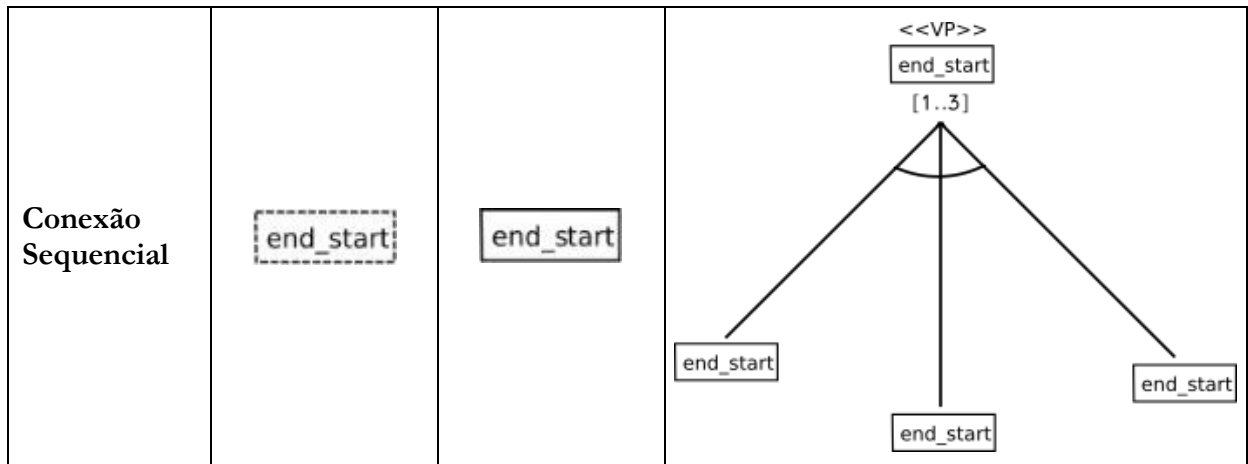 Conexão
Sequencial
end_start
end_start
<<VP>>
end_start
[1..3]
end_start
end_start
end_start